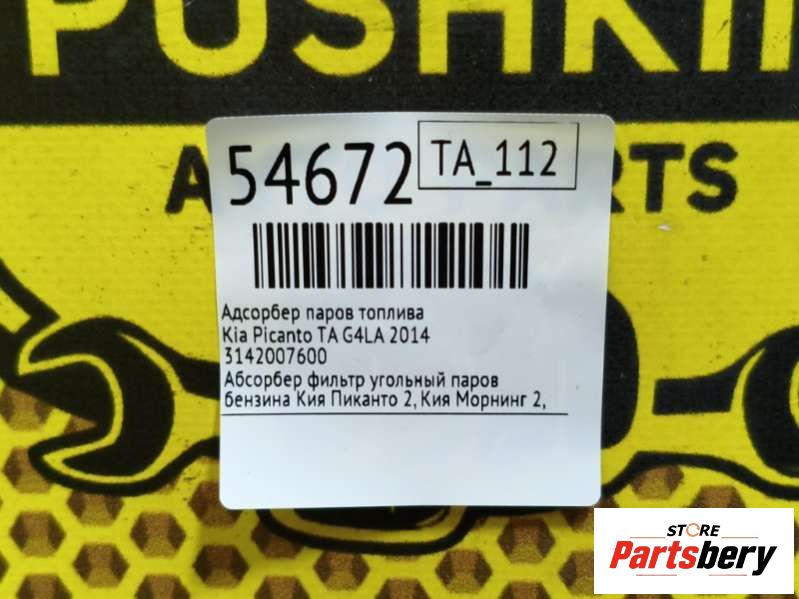 PUSHKI
54672
TA_112
Адсорбер паров топлива
Kia Picanto TA G4LA 2014
3142007600
Абсорбер фильтр угольный паров
бензина Кия Пиканто 2, Кия Морнинг 2,
STORE
Partsbery